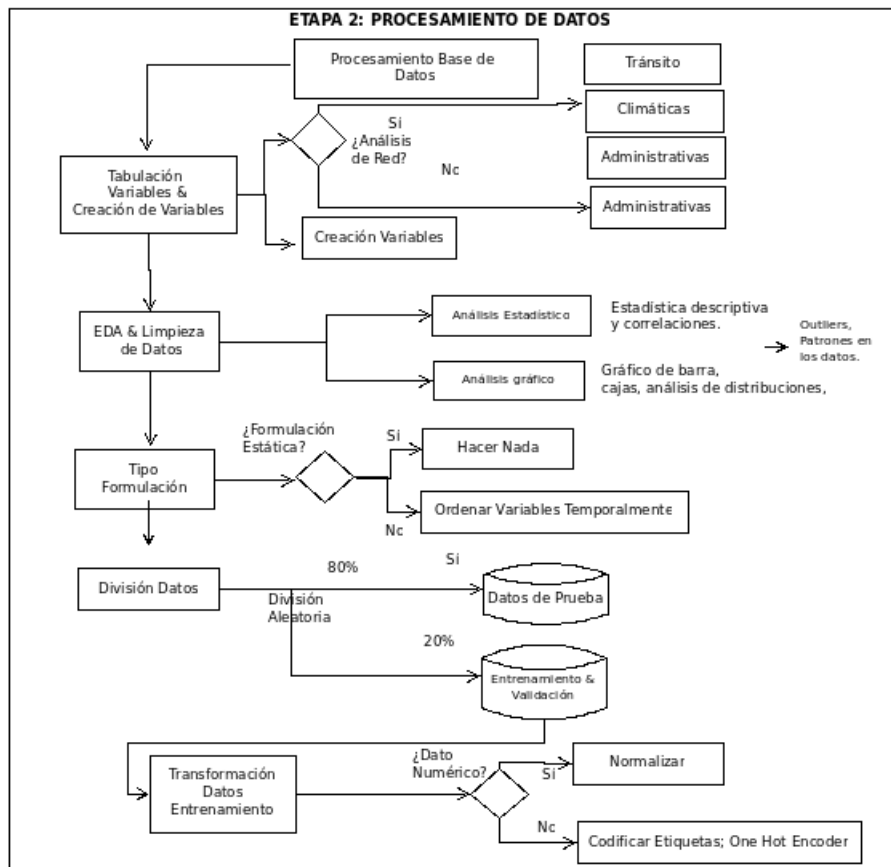 ETAPA 2: PROCESAMIENTO DE DATOS
Procesamiento Base de
Datos
Tránsito
Climáticas
Administrativas
Administrativas
Si
¿Análisis
de Red?
Nc
Tabulación
Variables &
Creación de Variables
Creación Variables
EDA & Limpieza
de Datos
Análisis Estadístico
Estadística descriptiva
y correlaciones.
Outliers,
Patrones en
los datos.
Análisis gráfico
Gráfico de barra,
cajas, análisis de distribuciones,
¿Formulación
Estática?
Si
Hacer Nada
Tipo
Formulación
Nc
Ordenar Variables Temporalmente
División Datos
80%
Si
División
Aleatoria
Datos de Prueba
20%
Entrenamiento &
Validación
Transformación
Datos
Entrenamiento
¿Dato
Numérico?
Si
Normalizar
Nc
Codificar Etiquetas; One Hot Encoder